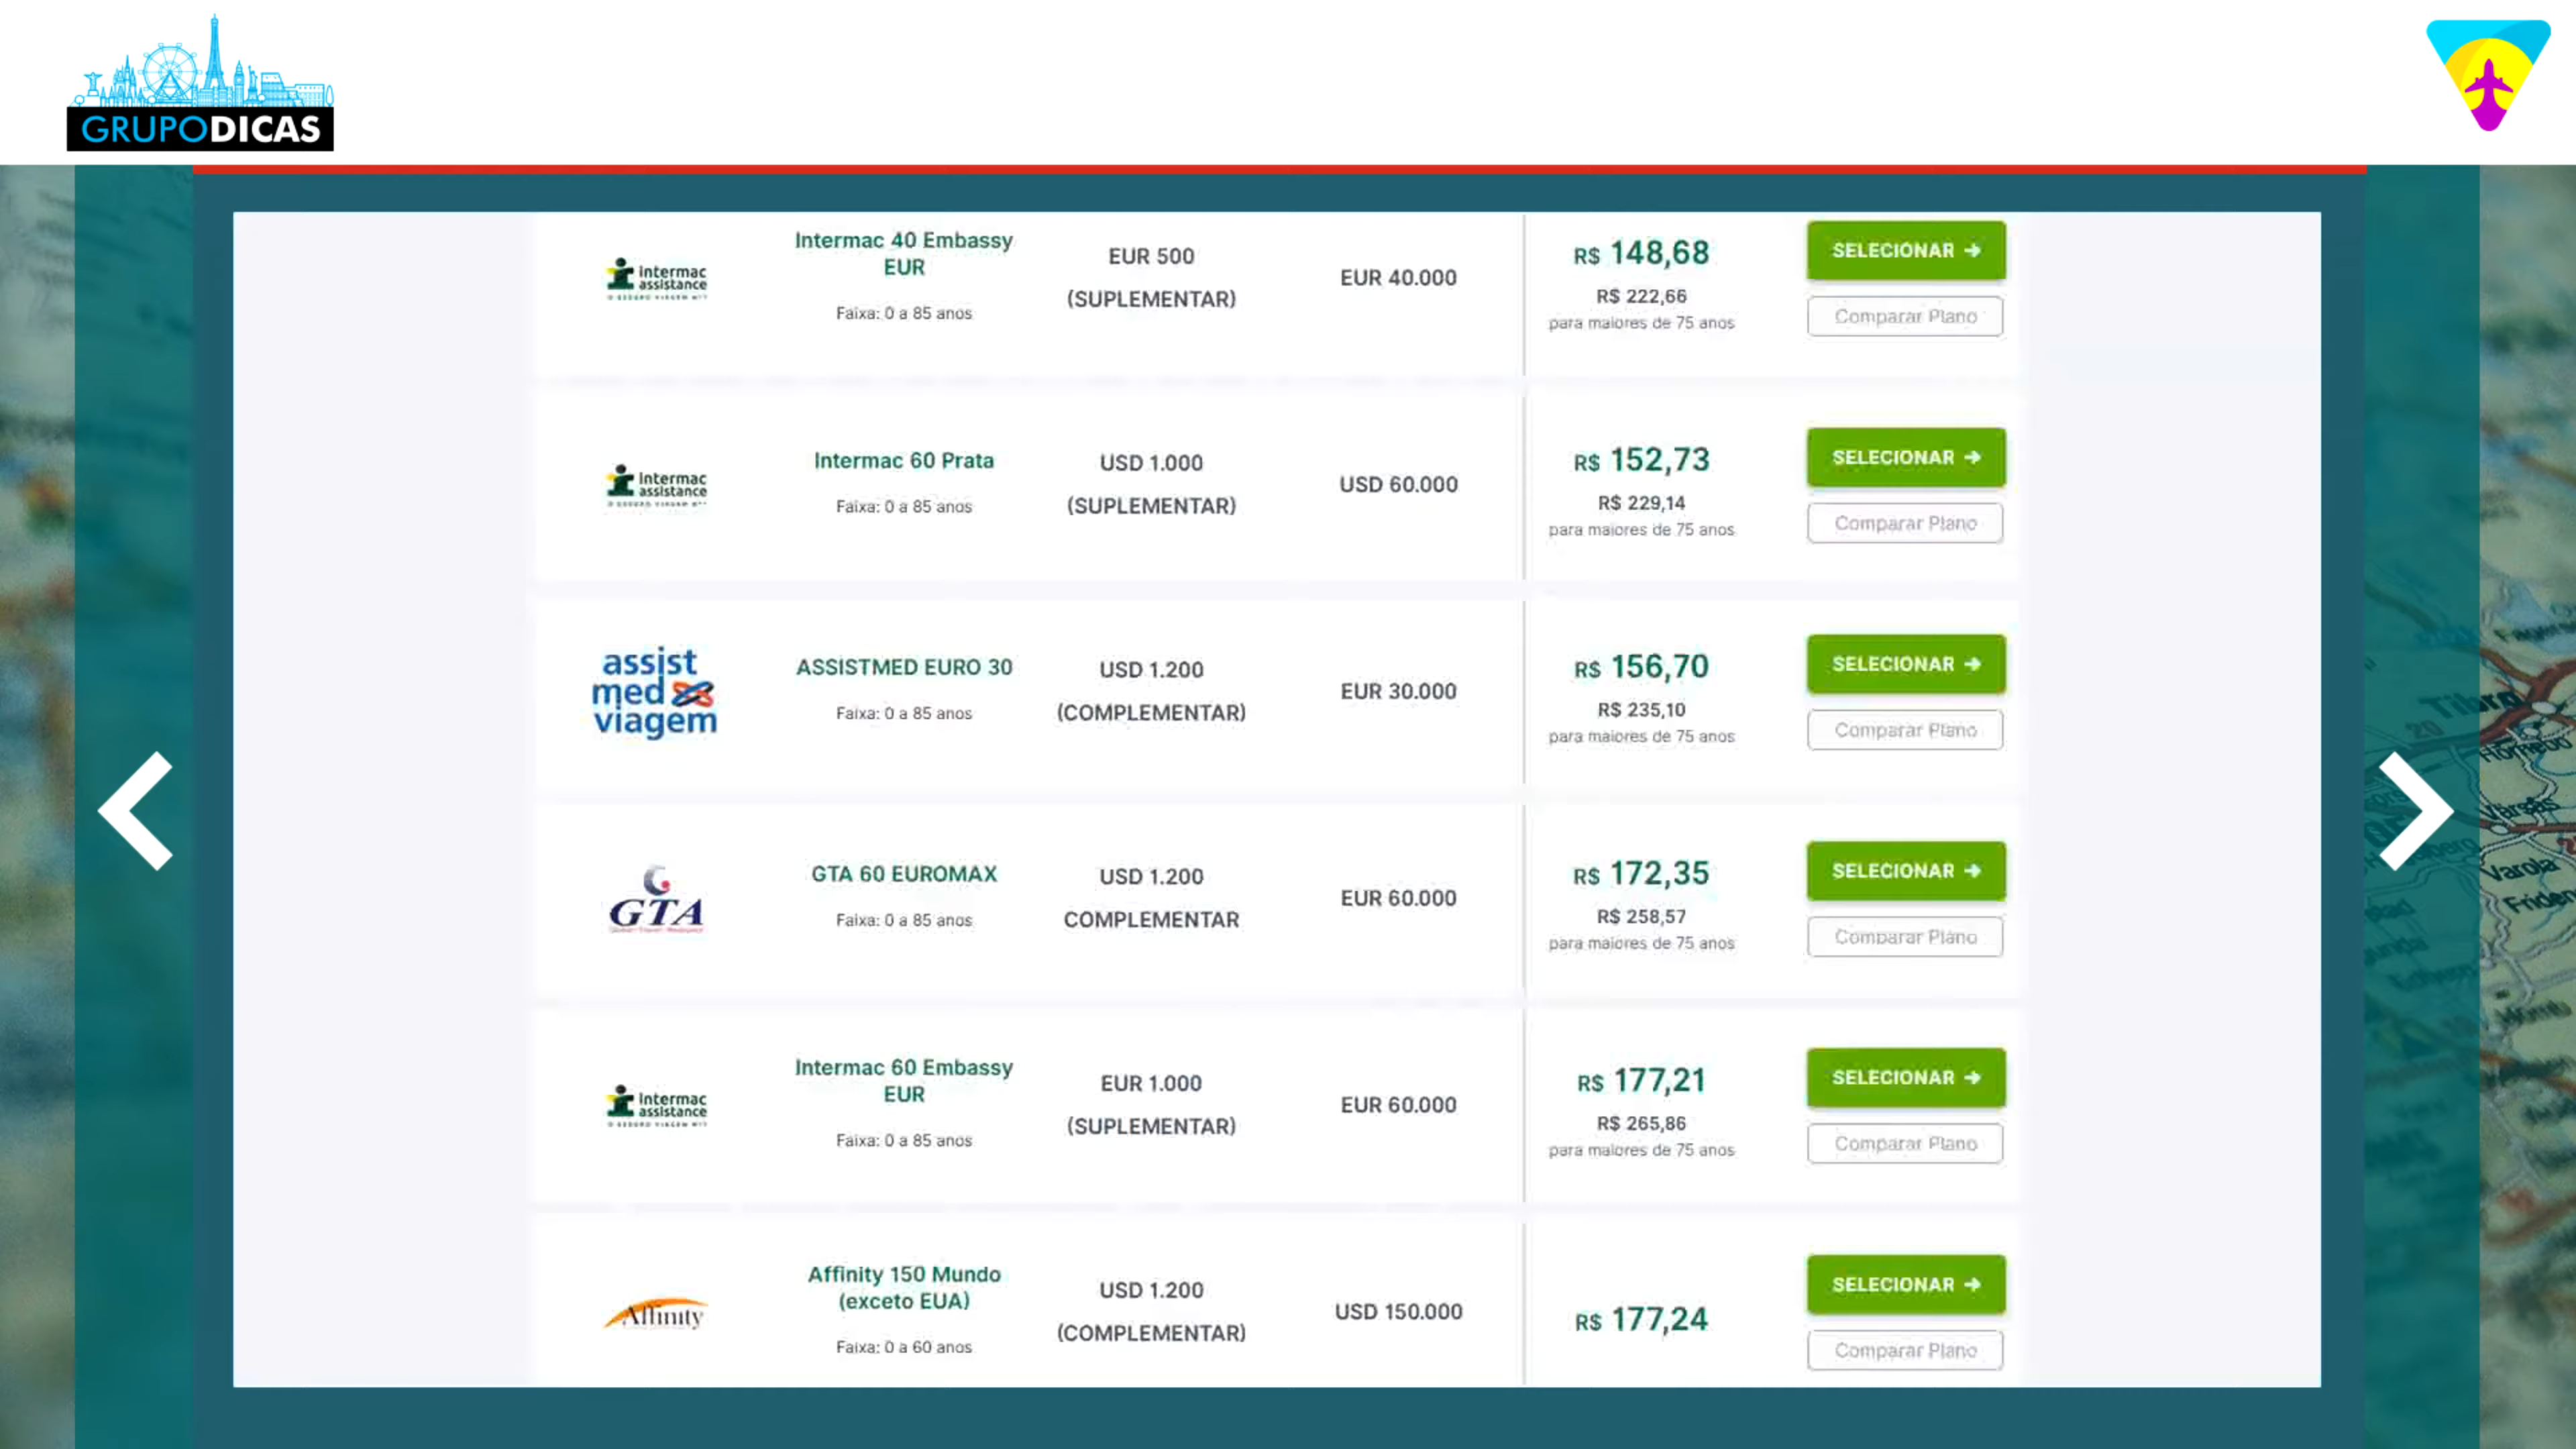 GRUPODICAS
Intermac 40 Embassy
EUR
Faixa: 0 a 85 anos
intermac
assistance
EUR 500
(SUPLEMENTAR)
EUR 40.000
R$ 148,68
R$ 222,66
para maiores de 75 anos
SELECIONAR
Comparar Plano
intermac
assistance
Intermac 60 Prata
Faixa: 0 a 85 anos
USD 1.000
(SUPLEMENTAR)
USD 60.000
R$ 152,73
R$ 229,14
para maiores de 75 anos
SELECIONAR
Comparar Plano
assist
med
viagem
ASSISTMED EURO 30
Faixa: 0 a 85 anos
USD 1.200
(COMPLEMENTAR)
EUR 30.000
R$ 156,70
R$ 235,10
para maiores de 75 anos
SELECIONAR
Comparar Plano
GTA
GTA 60 EUROMAX
Faixa: 0 a 85 anos
USD 1.200
COMPLEMENTAR
EUR 60.000
R$ 172,35
R$ 258,57
para maiores de 75 anos
SELECIONAR
Comparar Plano
intermac
assistance
Intermac 60 Embassy
EUR
Faixa: 0 a 85 anos
EUR 1.000
(SUPLEMENTAR)
EUR 60.000
R$ 177,21
R$ 265,86
para maiores de 75 anos
SELECIONAR
Comparar Plano
Affinity
Affinity 150 Mundo
(exceto EUA)
Faixa: 0 a 60 anos
USD 1.200
(COMPLEMENTAR)
USD 150.000
R$ 177,24
SELECIONAR
Comparar Plano
Varola